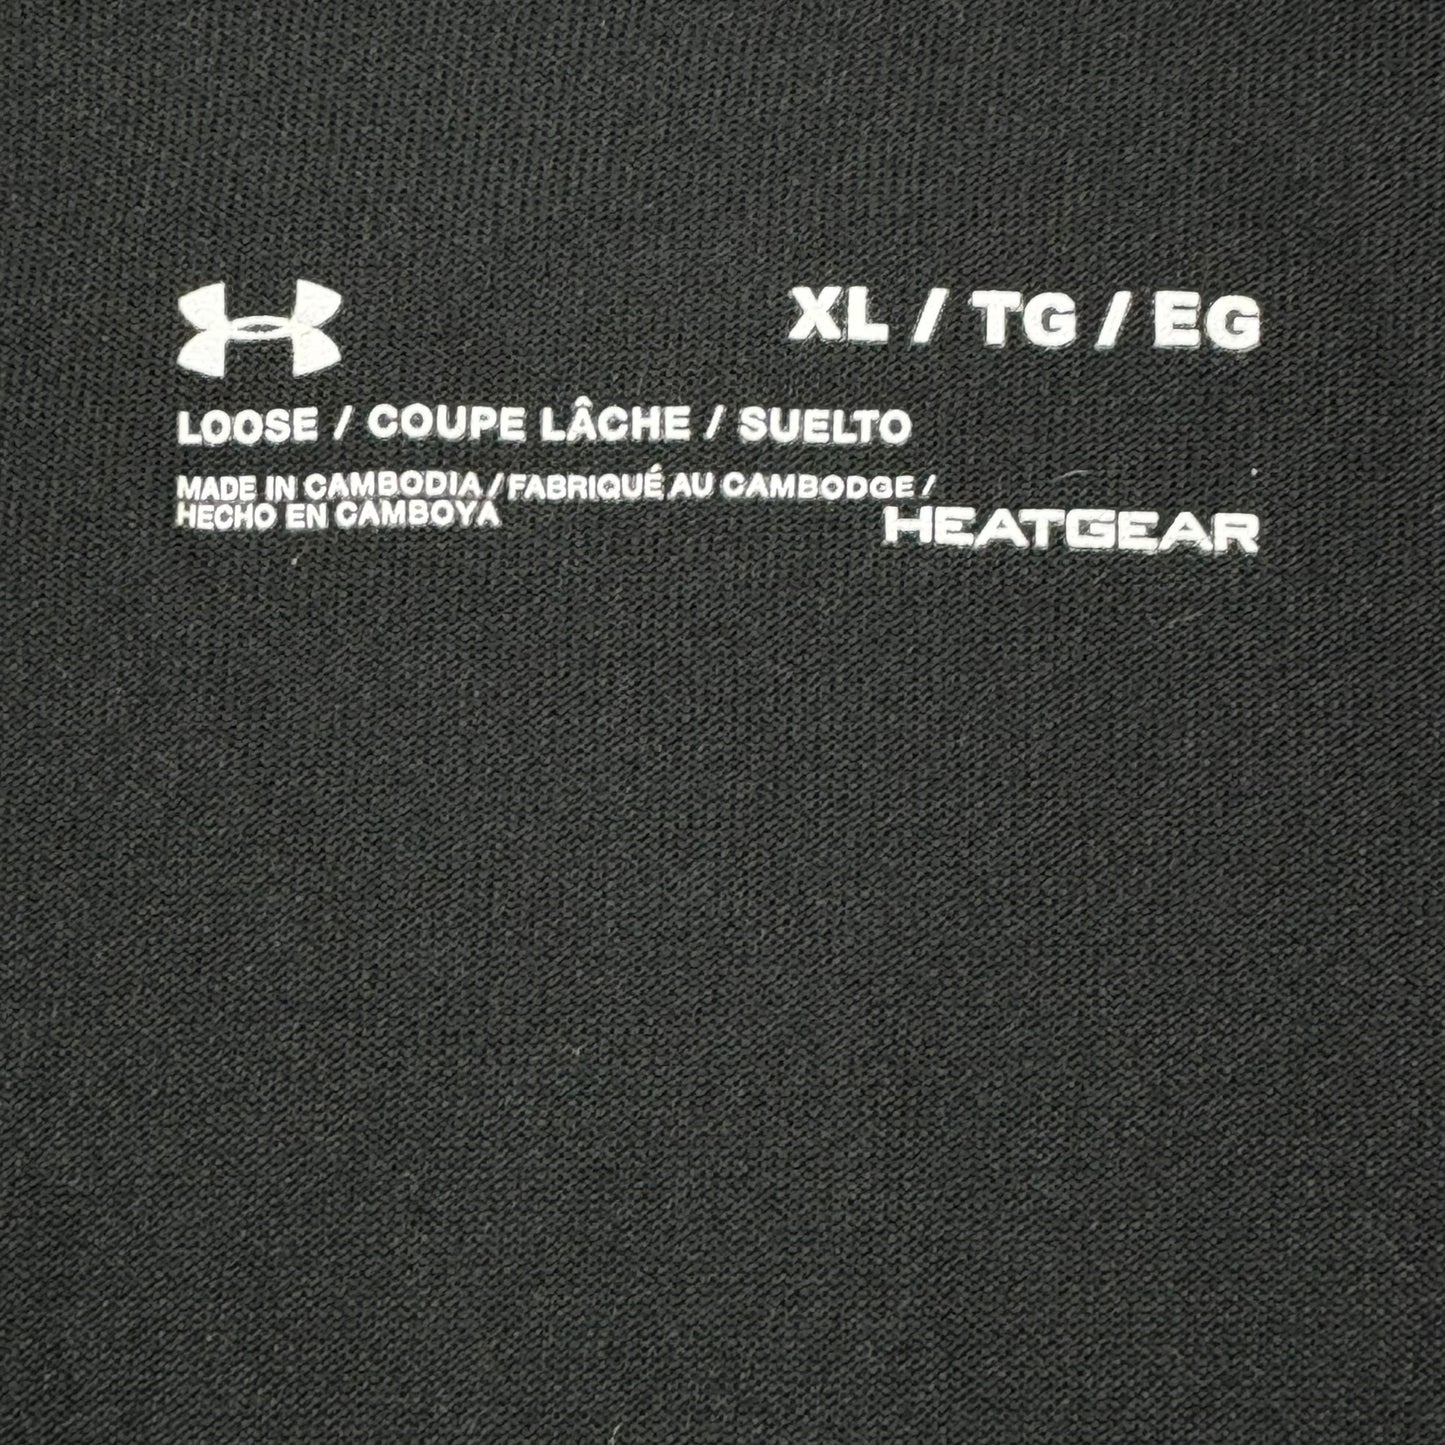 XL / TG / EG
LOOSE / COUPE LÂCHE / SUELTO
MADE IN CAMBODIA / FABRIQUÉ AU CAMBODGE /
HECHO EN CAMBOYA
HEATGEAR